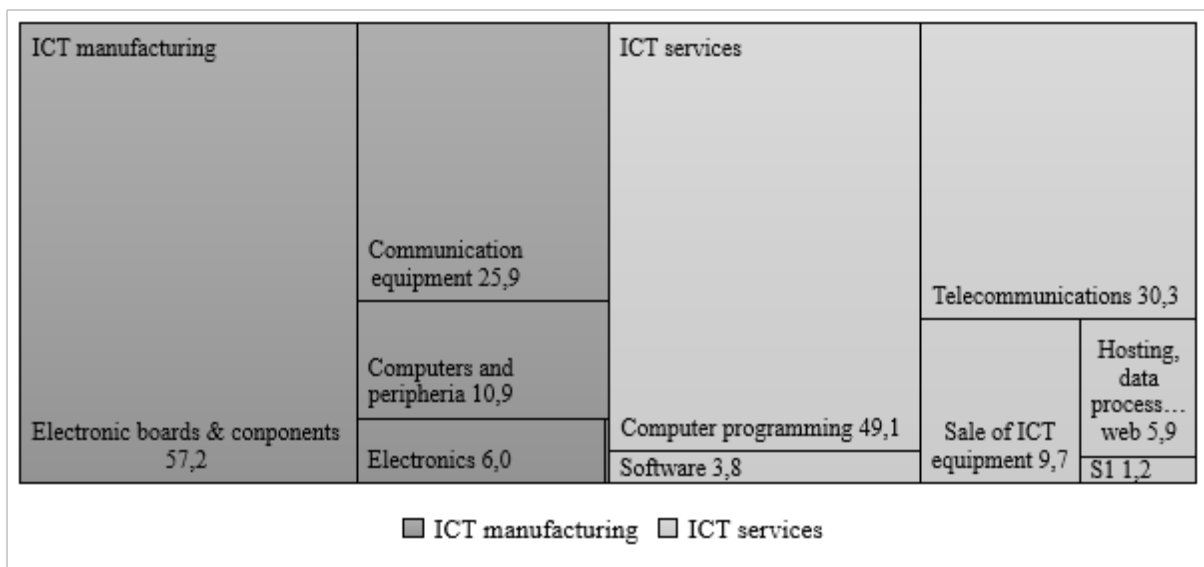 ICT manufacturing
Electronic boards & conponents
57,2
Communication
equipment 25,9
Computers and
peripheria 10,9
Electronics 6,0
ICT services
Computer programming 49,1
Software 3,8
Telecommunications 30,3
Sale of ICT
equipment 9,7
Hosting,
data
process...
web 5,9
S1 1,2
ICT manufacturing
ICT services